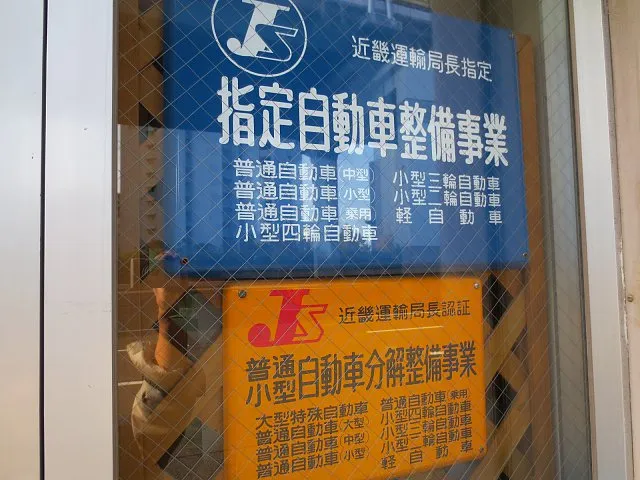 JS
近畿運輸局長指定
指定自動車整備事業
普通自動車(中型) 小型三輪自動車
普通自動車(小型) 小型二輪自動車
普通自動車(乗用) 軽自動車
小型四輪自動車
JS 近畿運輸局長認証
普通
小型 自動車分解整備事業
大型特殊自動車 普通自動車(乗用)
普通自動車(大型) 小型四輪自動車
普通自動車(中型) 小型三輪自動車
普通自動車(小型) 小型二輪自動車
軽自動車